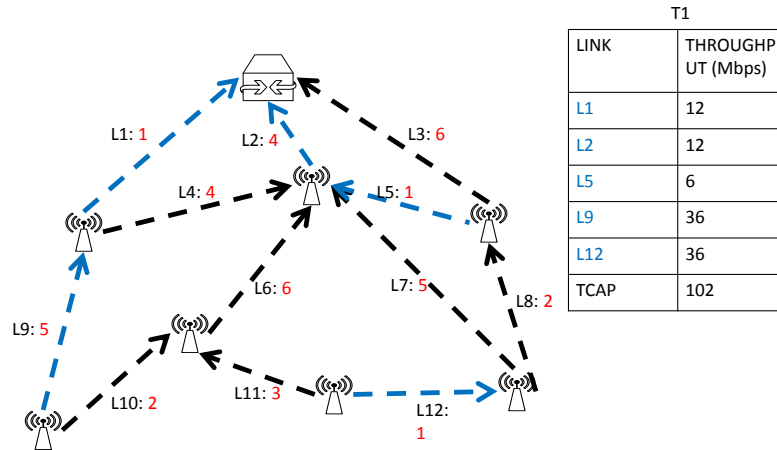 T1
LINK THROUGHP
UT (Mbps)
L1 12
L2 12
L5 6
L9 36
L12 36
TCAP 102
L1: 1
L2: 4
L3: 6
L4: 4
L5: 1
L6: 6
L7: 5
L8: 2
L9: 5
L10: 2
L11: 3
L12:
1